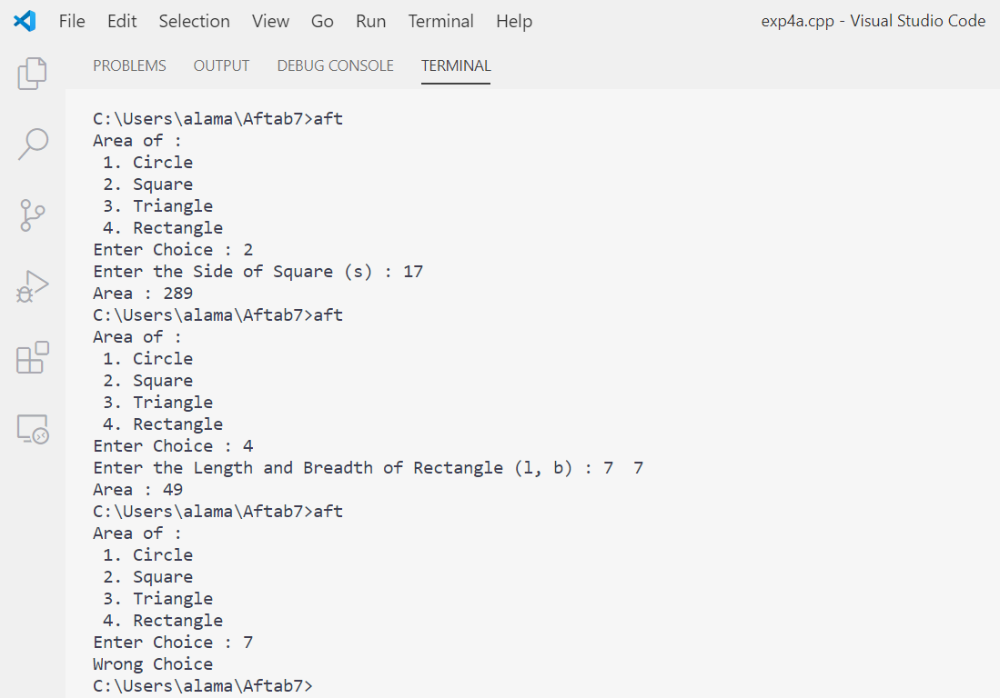 File Edit Selection View Go Run Terminal Help exp4a.cpp - Visual Studio Code
PROBLEMS OUTPUT DEBUG CONSOLE TERMINAL
C:\Users\alama\Aftab7>aft
Area of :
 1. Circle
 2. Square
 3. Triangle
 4. Rectangle
Enter Choice : 2
Enter the Side of Square (s) : 17
Area : 289
C:\Users\alama\Aftab7>aft
Area of :
 1. Circle
 2. Square
 3. Triangle
 4. Rectangle
Enter Choice : 4
Enter the Length and Breadth of Rectangle (l, b) : 7  7
Area : 49
C:\Users\alama\Aftab7>aft
Area of :
 1. Circle
 2. Square
 3. Triangle
 4. Rectangle
Enter Choice : 7
Wrong Choice
C:\Users\alama\Aftab7>